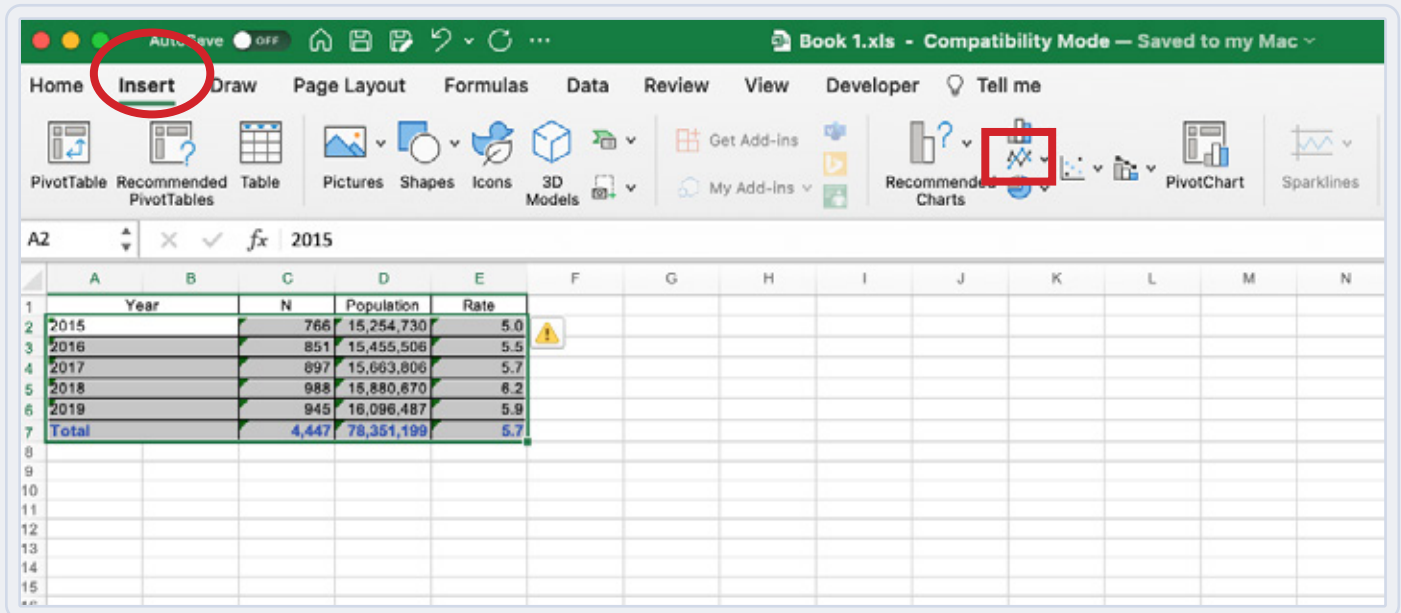 AutoSave OFF Book 1.xls - Compatibility Mode — Saved to my Mac
Home Insert Draw Page Layout Formulas Data Review View Developer Tell me
Get Add-ins
My Add-ins
PivotTable Recommended PivotTables Table Pictures Shapes Icons 3D Models Recommended Charts PivotChart Sparklines
A2 fx 2015
A B C D E F G H I J K L M N
1 Year N Population Rate
2 2015 766 15,254,730 5.0
3 2016 851 15,455,506 5.5
4 2017 897 15,663,806 5.7
5 2018 988 15,880,670 6.2
6 2019 945 16,096,487 5.9
7 Total 4,447 78,351,199 5.7
8
9
10
11
12
13
14
15